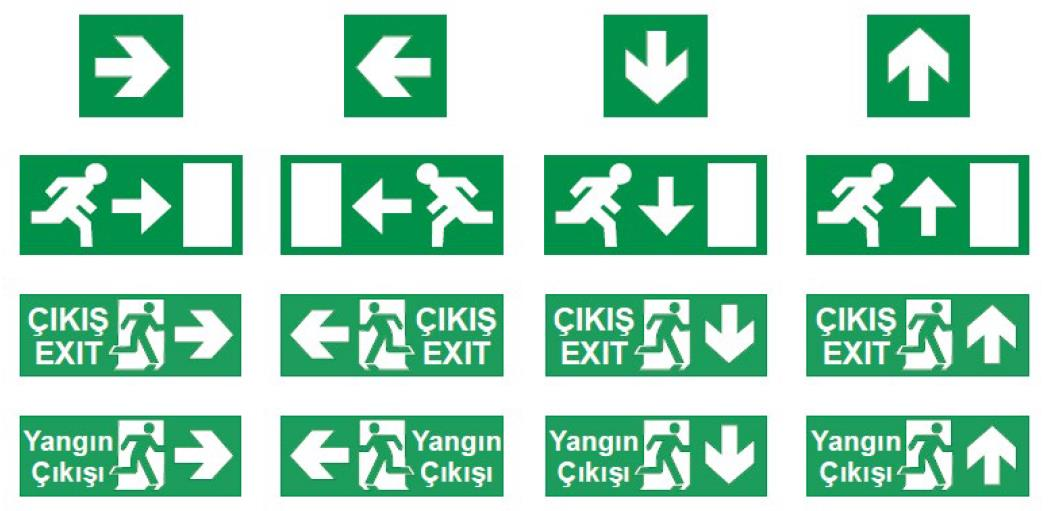 ÇIKIŞ
EXIT
ÇIKIŞ
EXIT
ÇIKIŞ
EXIT
ÇIKIŞ
EXIT
Yangın
Çıkışı
Yangın
Çıkışı
Yangın
Çıkışı
Yangın
Çıkışı